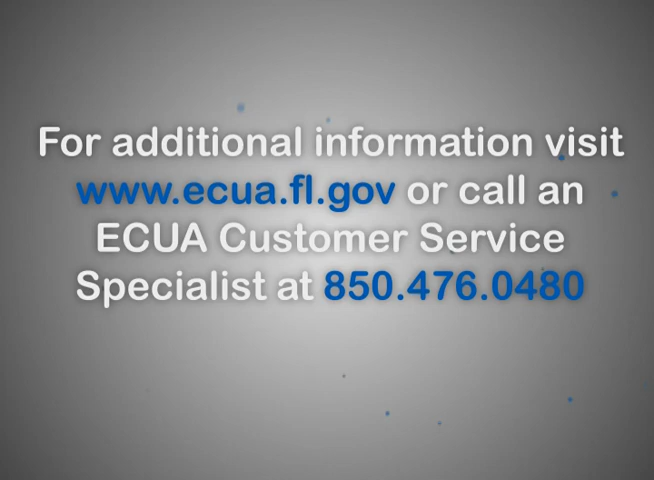 For additional information visit
www.ecua.fl.gov or call an
ECUA Customer Service
Specialist at 850.476.0480